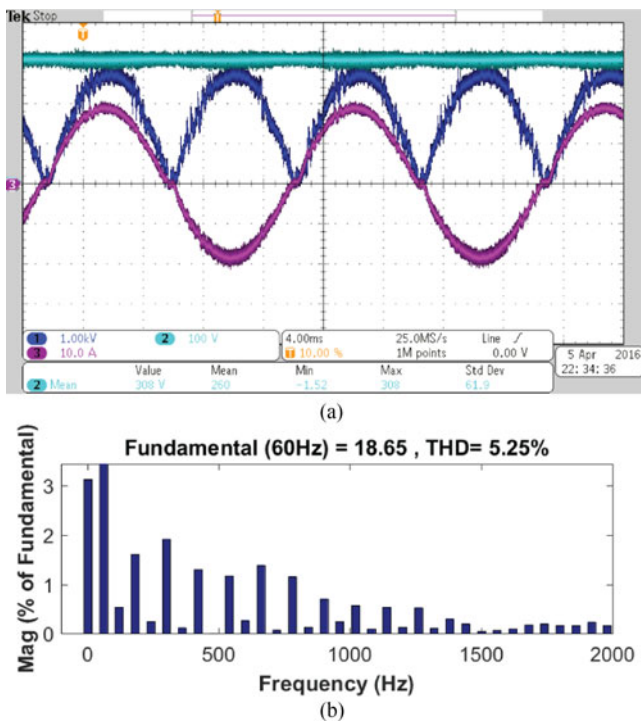 Tek Stop
T
3
1 1.00kV 2 100 V
3 10.0 A
4.00ms 25.0MS/s Line
T 10.00 % 1M points 0.00 V
5 Apr 2016
22:34:36
Value Mean Min Max Std Dev
2 Mean 308 V 260 −1.52 308 61.9
(a)
Fundamental (60Hz) = 18.65 , THD= 5.25%
Mag (% of Fundamental)
3
2
1
0
0 500 1000 1500 2000
Frequency (Hz)
(b)